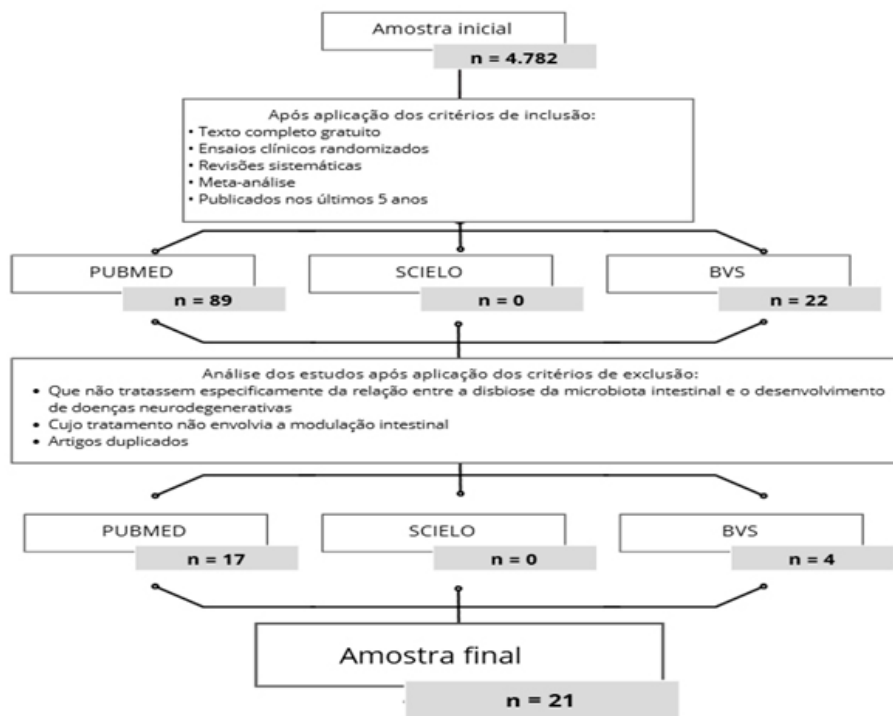 Amostra inicial
n = 4.782
Após aplicação dos critérios de inclusão:
• Texto completo gratuito
• Ensaios clínicos randomizados
• Revisões sistemáticas
• Meta-análise
• Publicados nos últimos 5 anos
PUBMED
n = 89
SCIELO
n = 0
BVS
n = 22
Análise dos estudos após aplicação dos critérios de exclusão:
• Que não tratassem especificamente da relação entre a disbiose da microbiota intestinal e o desenvolvimento
de doenças neurodegenerativas
• Cujo tratamento não envolvia a modulação intestinal
• Artigos duplicados
PUBMED
n = 17
SCIELO
n = 0
BVS
n = 4
Amostra final
n = 21